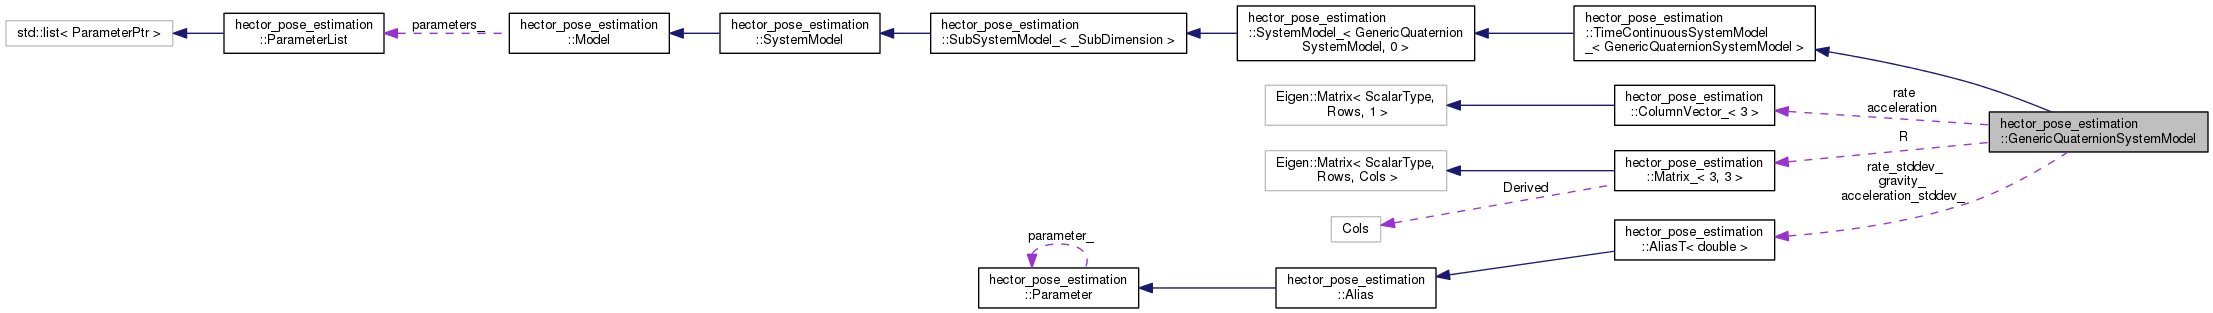 std::list< ParameterPtr >
hector_pose_estimation
::ParameterList
parameters_
hector_pose_estimation
::Model
hector_pose_estimation
::SystemModel
hector_pose_estimation
::SubSystemModel_< _SubDimension >
hector_pose_estimation
::SystemModel_< GenericQuaternion
SystemModel, 0 >
hector_pose_estimation
::TimeContinuousSystemModel
_< GenericQuaternionSystemModel >
Eigen::Matrix< ScalarType,
Rows, 1 >
hector_pose_estimation
::ColumnVector_< 3 >
rate
acceleration
hector_pose_estimation
::GenericQuaternionSystemModel
R
Eigen::Matrix< ScalarType,
Rows, Cols >
hector_pose_estimation
::Matrix_< 3, 3 >
rate_stddev_
gravity_
acceleration_stddev_
Derived
Cols
hector_pose_estimation
::AliasT< double >
parameter_
hector_pose_estimation
::Parameter
hector_pose_estimation
::Alias